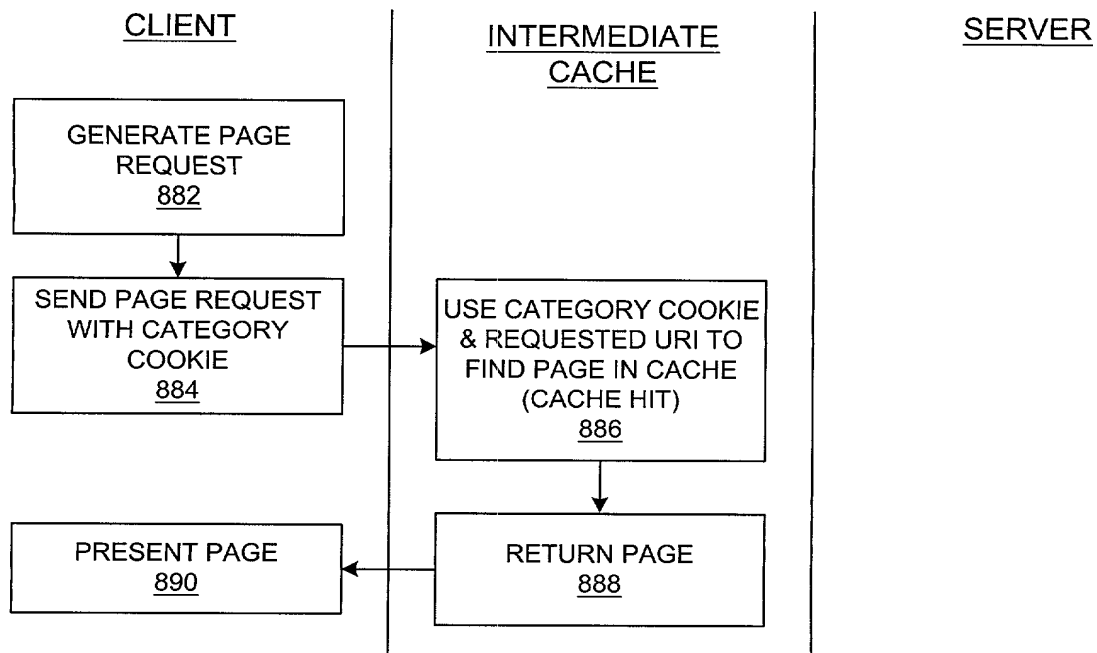 CLIENT
INTERMEDIATE
CACHE
SERVER
GENERATE PAGE
REQUEST
882
SEND PAGE REQUEST
WITH CATEGORY
COOKIE
884
USE CATEGORY COOKIE
& REQUESTED URI TO
FIND PAGE IN CACHE
(CACHE HIT)
886
PRESENT PAGE
890
RETURN PAGE
888